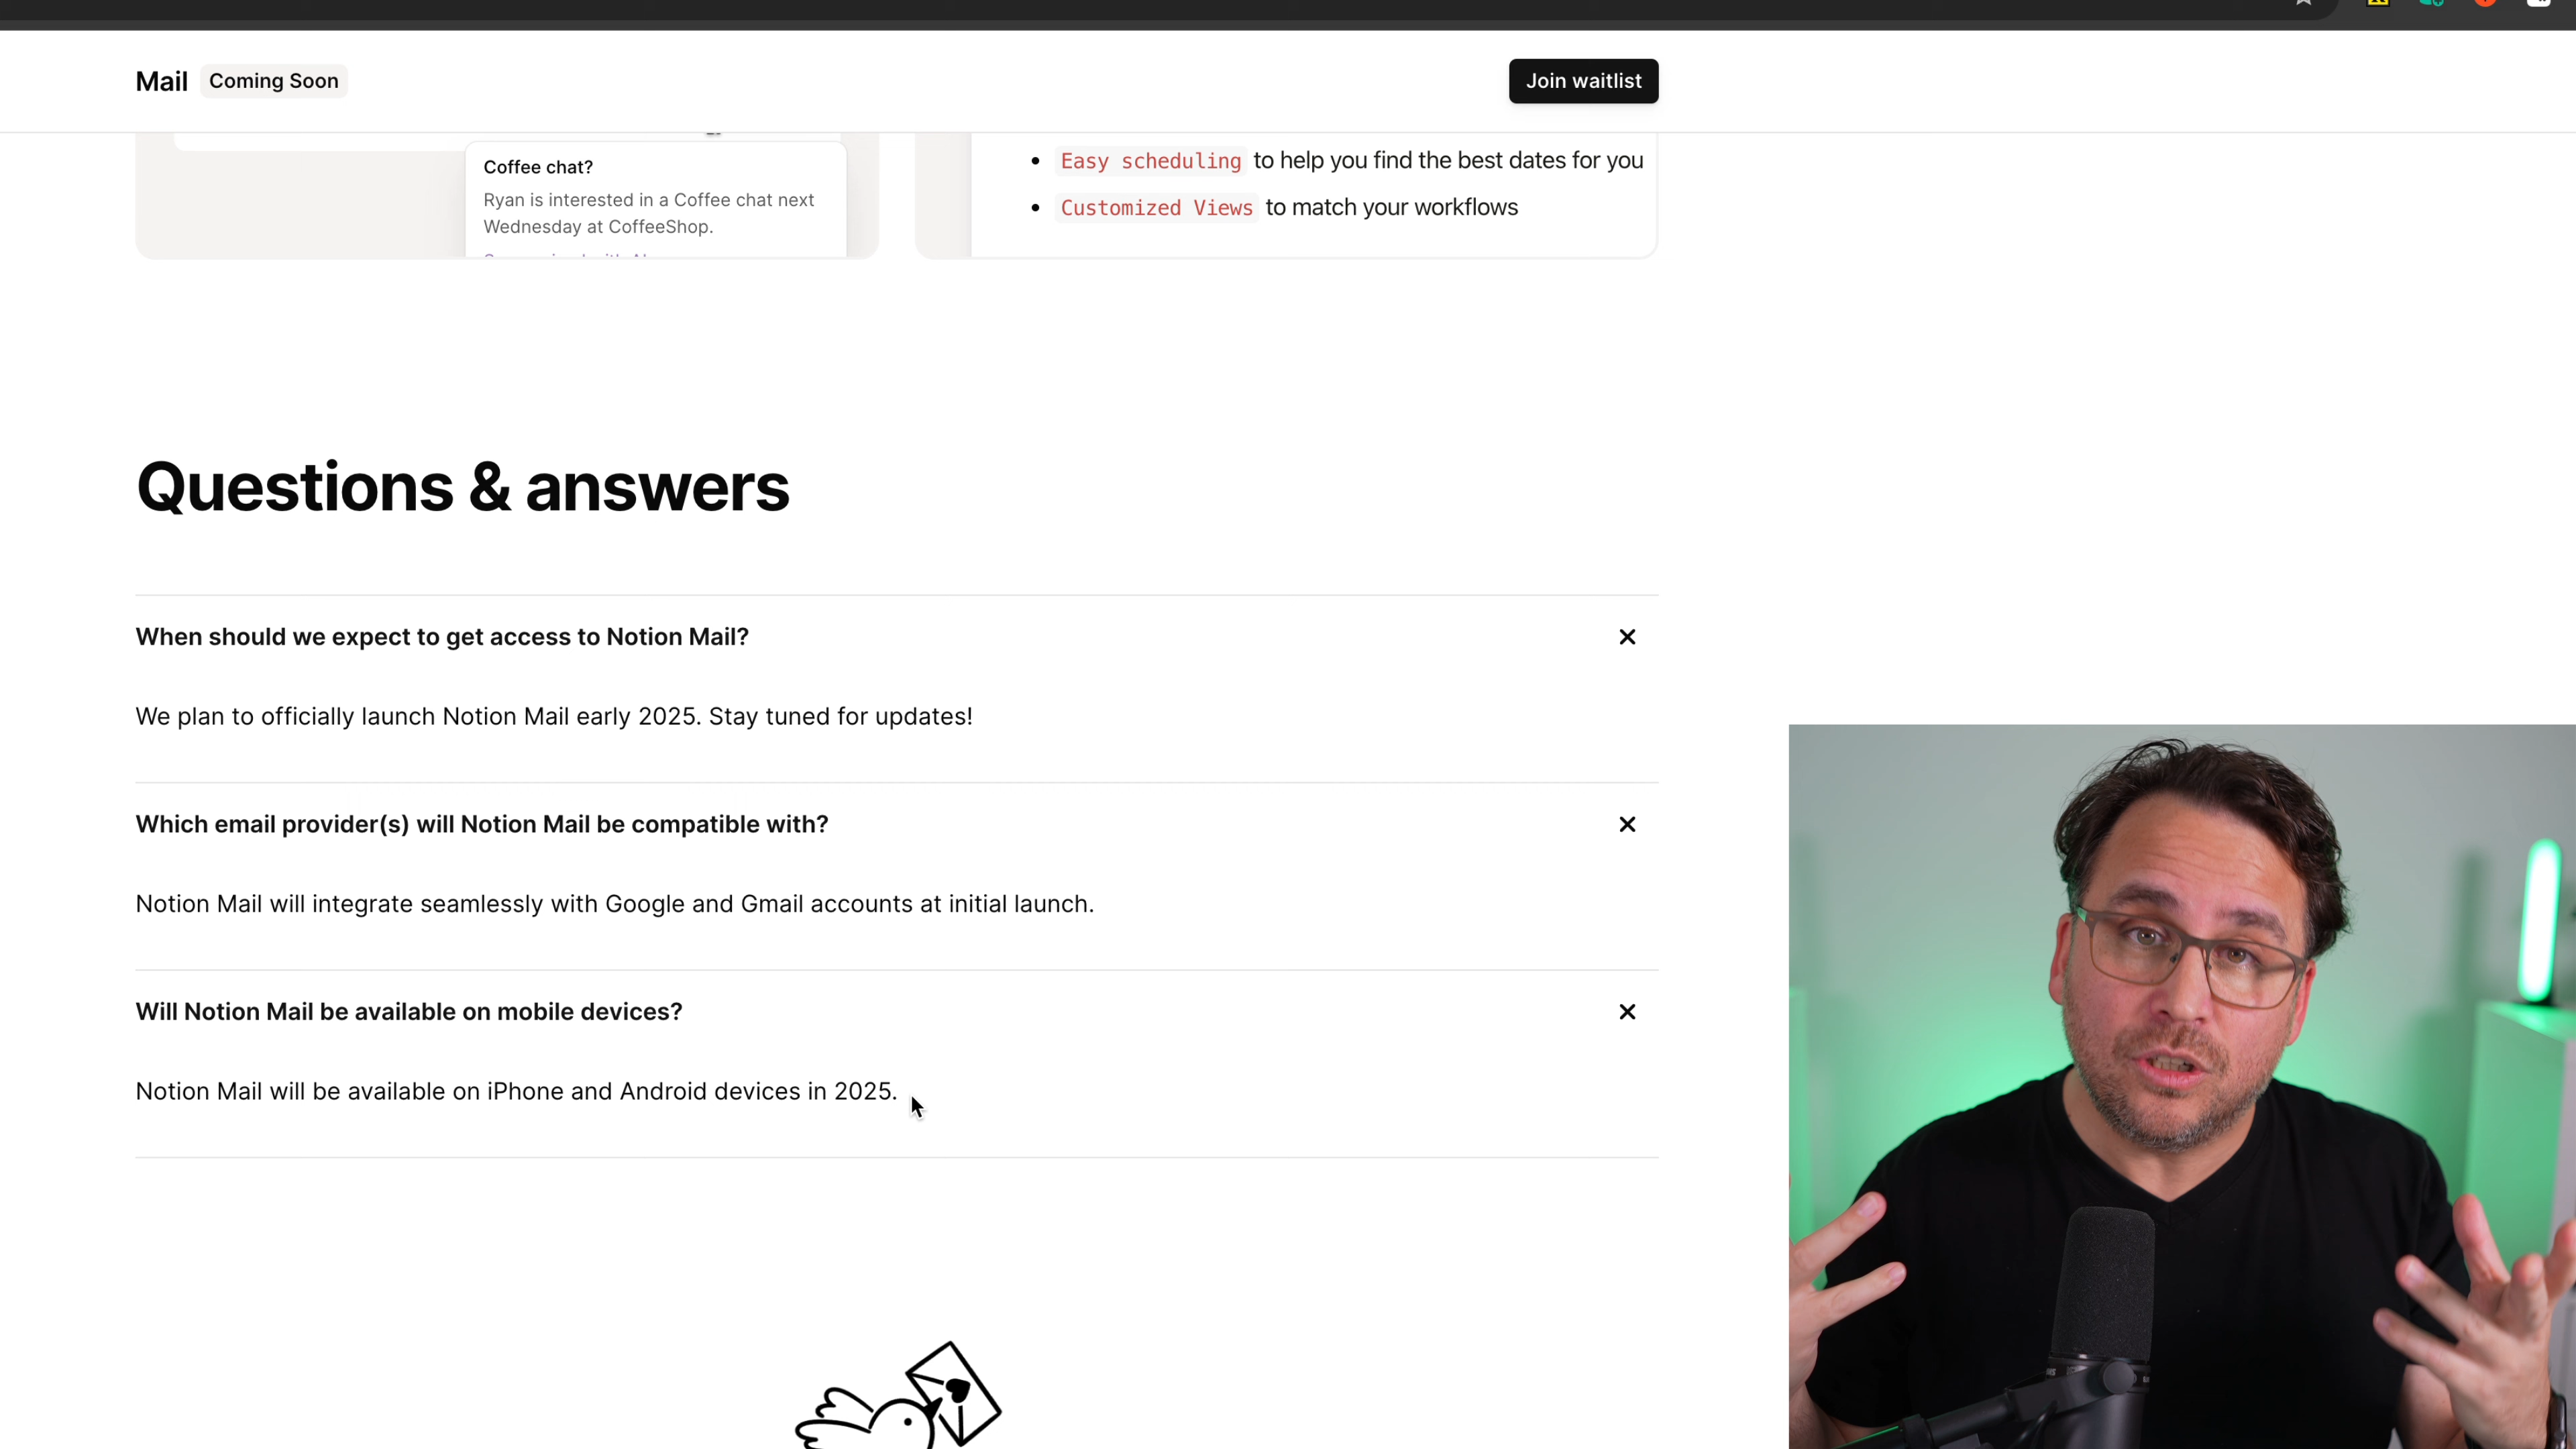 Mail Coming Soon
Join waitlist
Coffee chat?
Ryan is interested in a Coffee chat next
Wednesday at CoffeeShop.
• Easy scheduling to help you find the best dates for you
• Customized Views to match your workflows
Questions & answers
When should we expect to get access to Notion Mail?
We plan to officially launch Notion Mail early 2025. Stay tuned for updates!
Which email provider(s) will Notion Mail be compatible with?
Notion Mail will integrate seamlessly with Google and Gmail accounts at initial launch.
Will Notion Mail be available on mobile devices?
Notion Mail will be available on iPhone and Android devices in 2025.